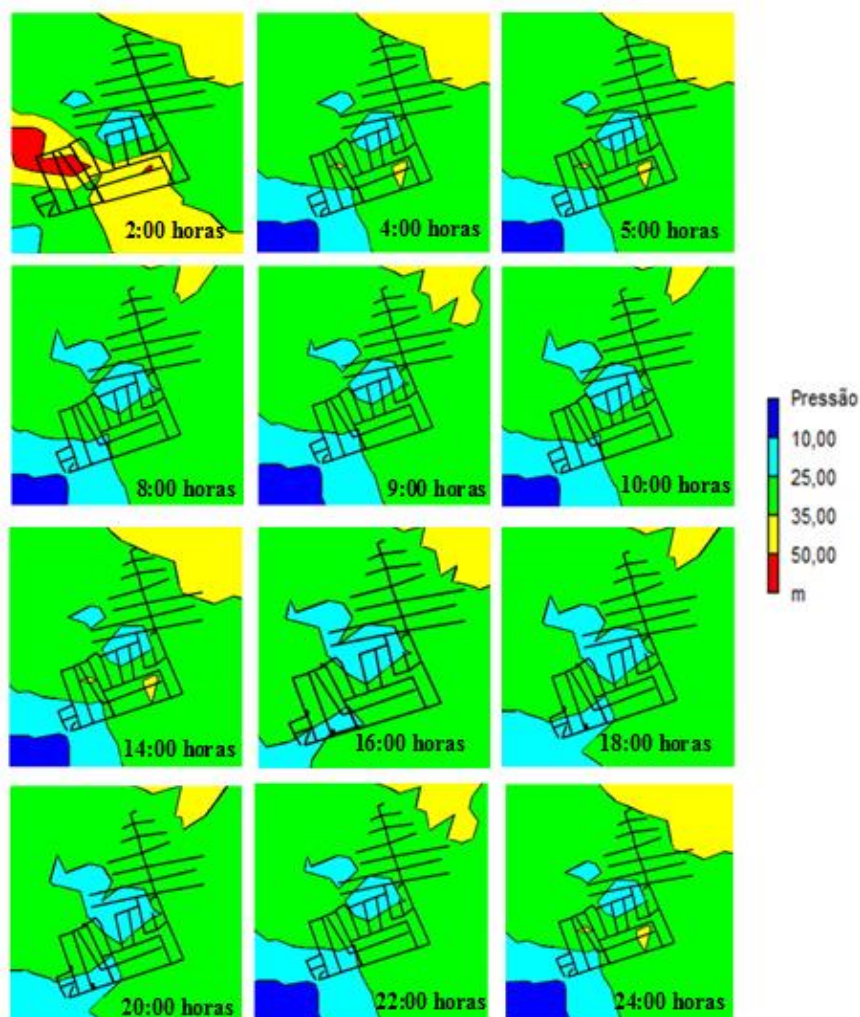 2:00 horas
4:00 horas
5:00 horas
8:00 horas
9:00 horas
10:00 horas
14:00 horas
16:00 horas
18:00 horas
20:00 horas
22:00 horas
24:00 horas
Pressão
10,00
25,00
35,00
50,00
m